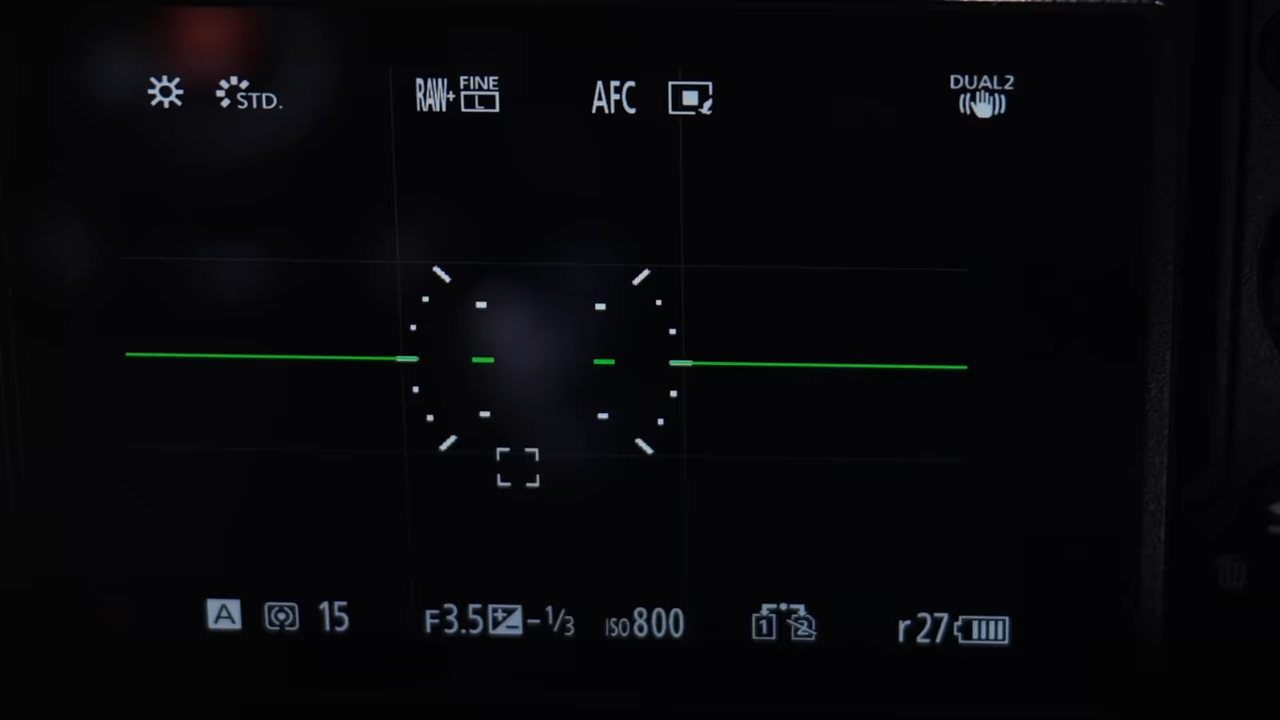 STD. RAW+ FINE L AFC DUAL2
A 15 F3.5 -1/3 ISO800 1 2 r27